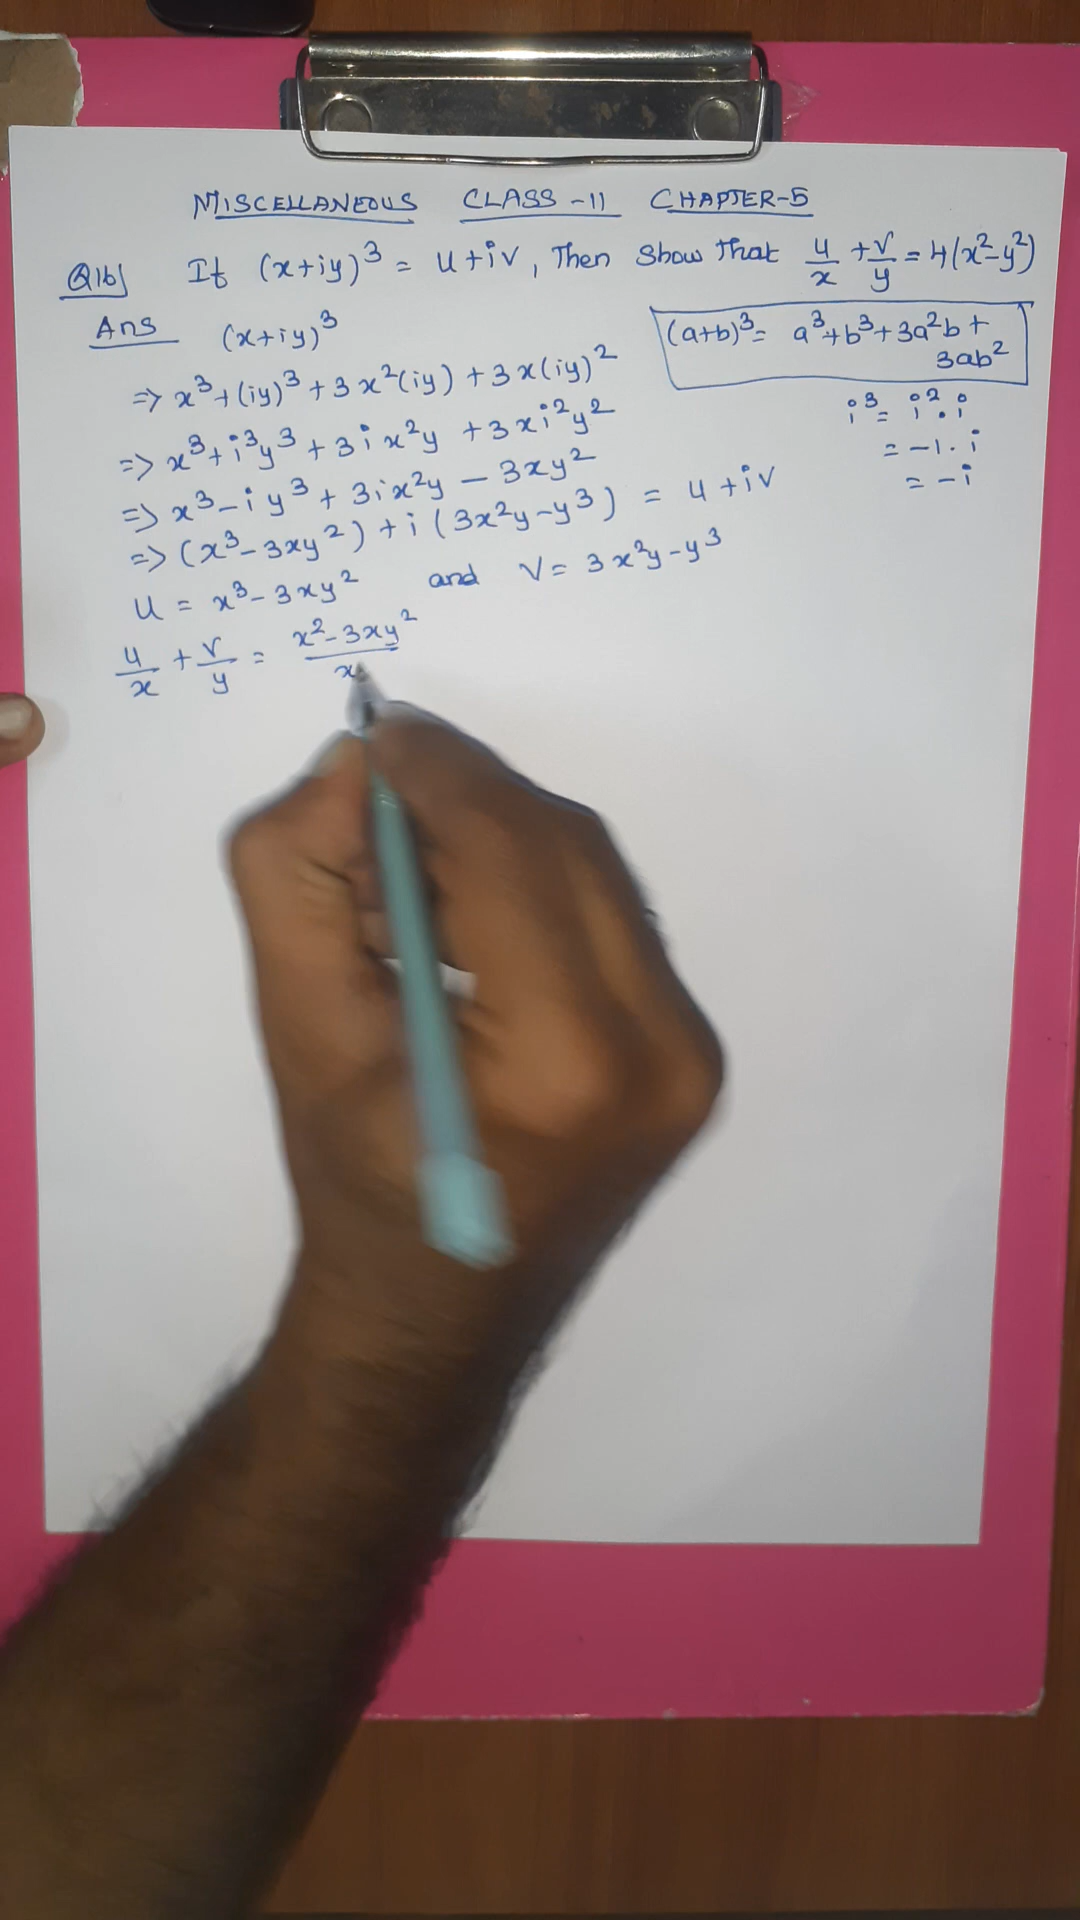 MISCELLANEOUS CLASS-11 CHAPTER-5
Q16] If (x+iy)³ = u+iv, Then Show That u/x + v/y = 4(x²-y²)
Ans (x+iy)³
(a+b)³= a³+b³+3a²b+
3ab²
⇒ x³+(iy)³+3x²(iy)+3x(iy)²
⇒ x³+i³y³+3ix²y+3xi²y²
⇒ x³-iy³+3ix²y-3xy²
⇒ (x³-3xy²)+i(3x²y-y³) = u+iv
i³= i².i
= -1.i
= -i
u = x³-3xy² and v= 3x²y-y³
u/x + v/y = x²-3xy²/x